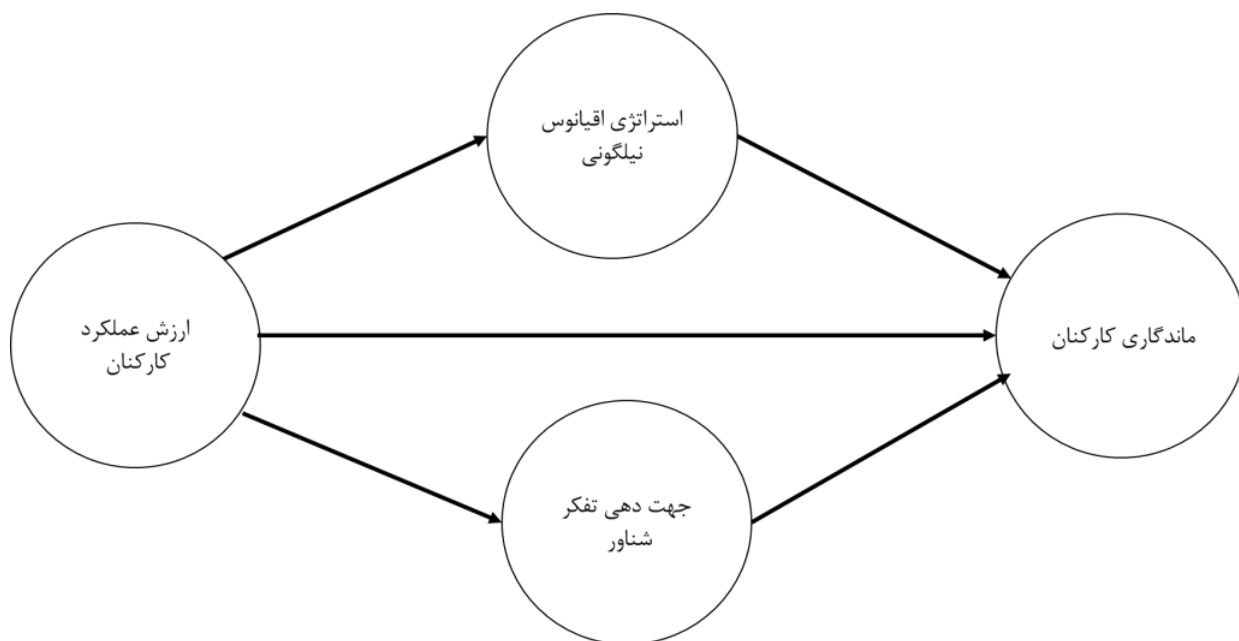 استراتژی اقیانوس
نیلگونی
ارزش عملکرد
کارکنان
ماندگاری کارکنان
جهت دهی تفکر
شناور